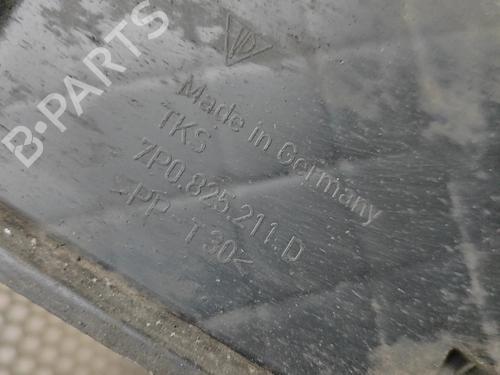 B-PARTS
Made in Germany
TKS
7P0.825.211.D
>PP T30<